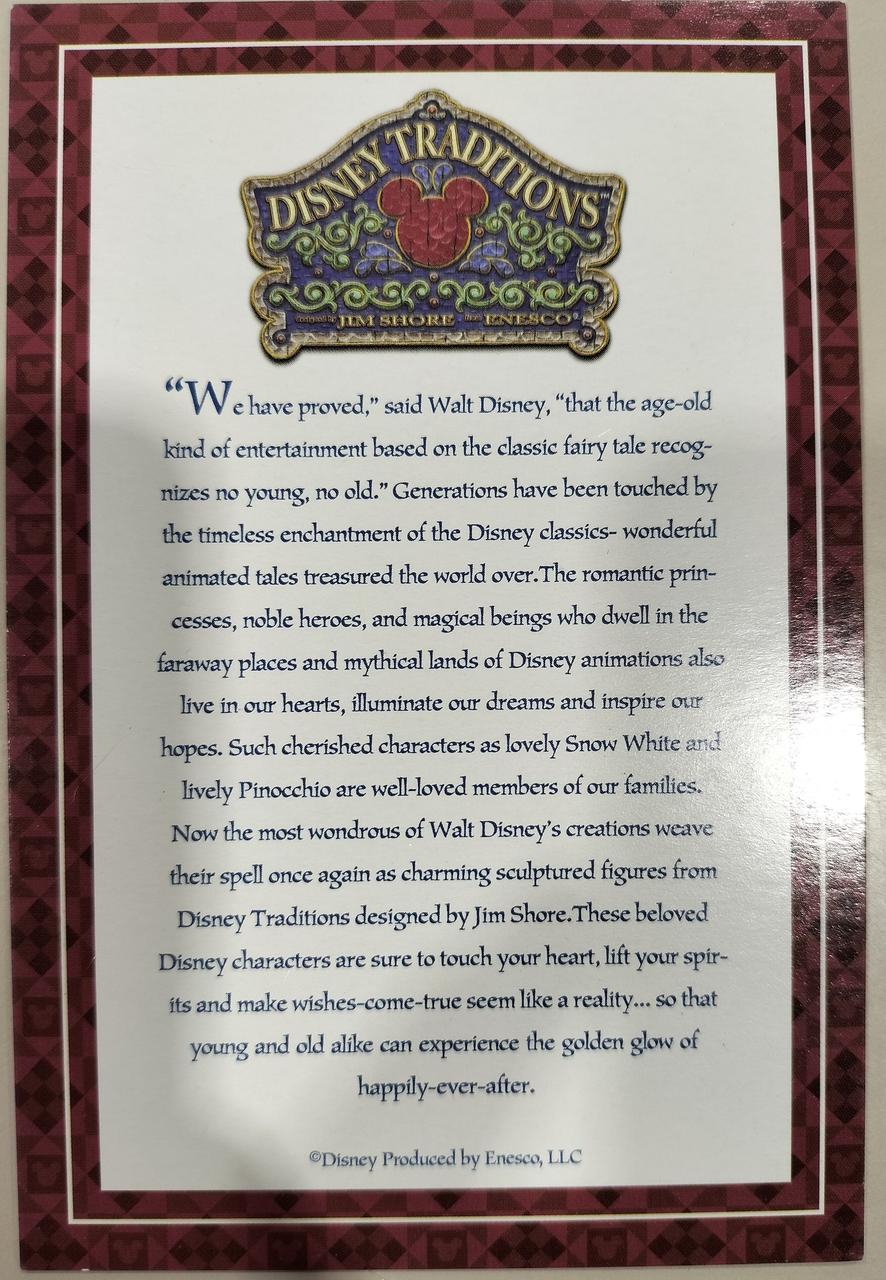 DISNEY TRADITIONS™
designed by JIM SHORE from ENESCO®
“We have proved,” said Walt Disney, “that the age-old
kind of entertainment based on the classic fairy tale recog-
nizes no young, no old.” Generations have been touched by
the timeless enchantment of the Disney classics- wonderful
animated tales treasured the world over.The romantic prin-
cesses, noble heroes, and magical beings who dwell in the
faraway places and mythical lands of Disney animations also
live in our hearts, illuminate our dreams and inspire our
hopes. Such cherished characters as lovely Snow White and
lively Pinocchio are well-loved members of our families.
Now the most wondrous of Walt Disney’s creations weave
their spell once again as charming sculptured figures from
Disney Traditions designed by Jim Shore.These beloved
Disney characters are sure to touch your heart, lift your spir-
its and make wishes-come-true seem like a reality... so that
young and old alike can experience the golden glow of
happily-ever-after.
©Disney Produced by Enesco, LLC